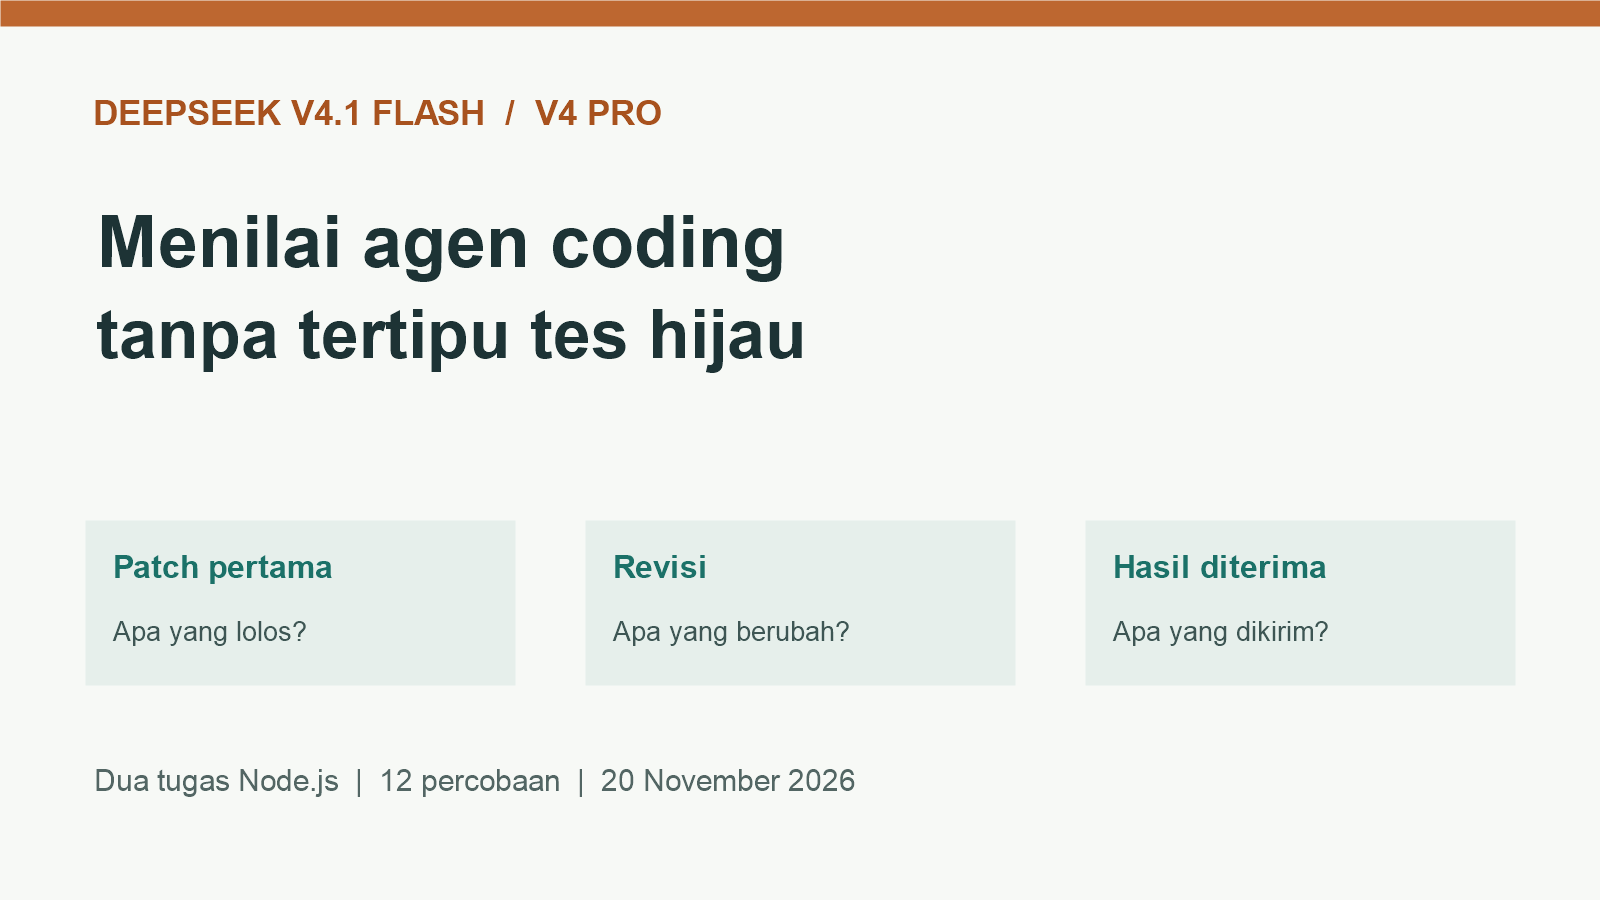 DEEPSEEK V4.1 FLASH / V4 PRO
Menilai agen coding
tanpa tertipu tes hijau
Patch pertama
Apa yang lolos?
Revisi
Apa yang berubah?
Hasil diterima
Apa yang dikirim?
Dua tugas Node.js | 12 percobaan | 20 November 2026